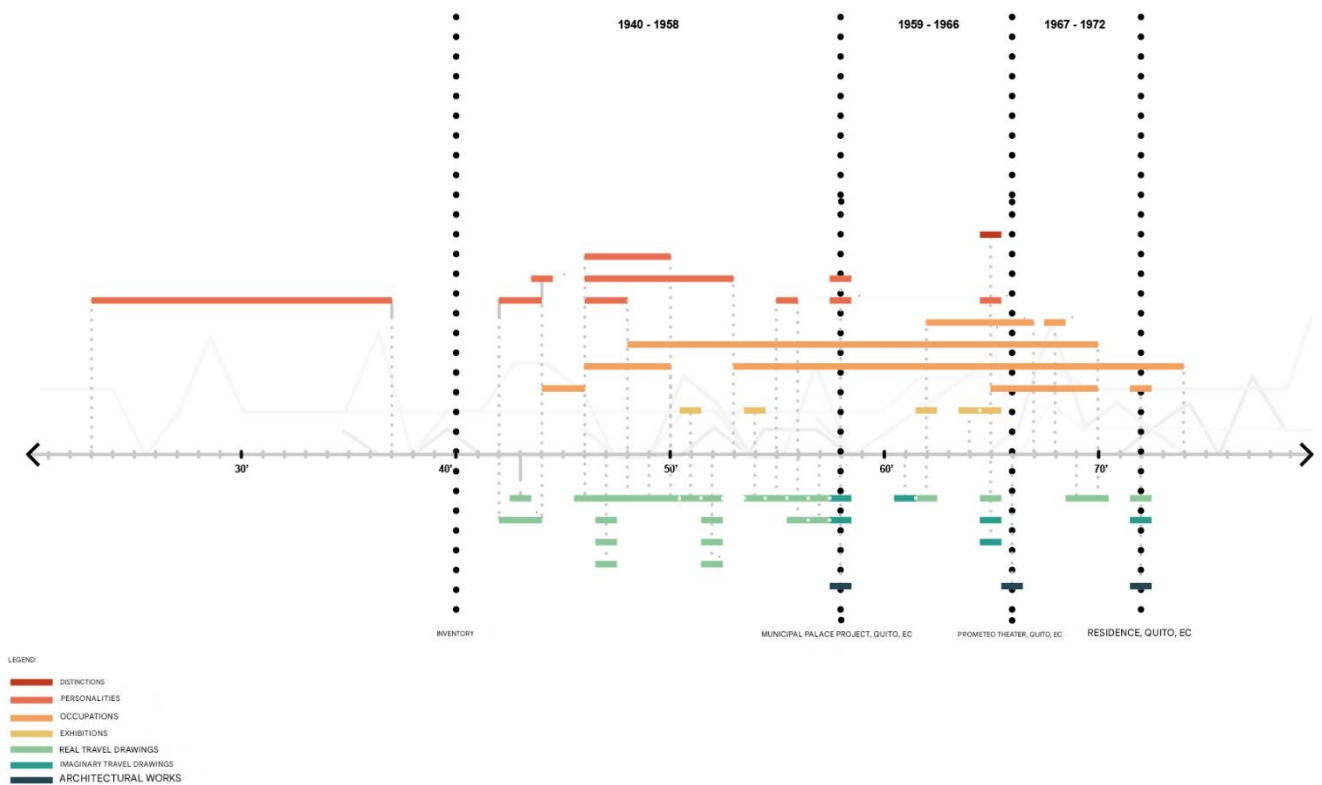 1940 - 1958
1959 - 1966
1967 - 1972
30'
40'
50'
60'
70'
INVENTORY
MUNICIPAL PALACE PROJECT, QUITO, EC
PROMETEO THEATER, QUITO, EC
RESIDENCE, QUITO, EC
LEGEND:
DISTINCTIONS
PERSONALITIES
OCCUPATIONS
EXHIBITIONS
REAL TRAVEL DRAWINGS
IMAGINARY TRAVEL DRAWINGS
ARCHITECTURAL WORKS